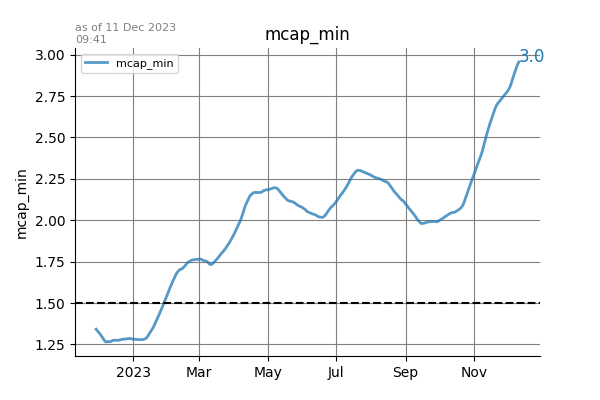 as of 11 Dec 2023
09:41
mcap_min
mcap_min
3.0
3.00
2.75
2.50
2.25
2.00
1.75
1.50
1.25
mcap_min
2023 Mar May Jul Sep Nov